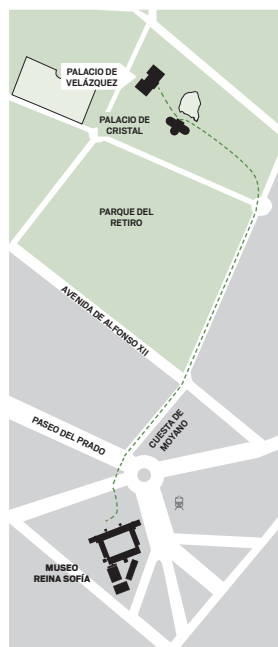 PALACIO DE
VELÁZQUEZ
PALACIO DE
CRISTAL
PARQUE DEL
RETIRO
AVENIDA DE ALFONSO XII
PASEO DEL PRADO
CUESTA DE
MOYANO
MUSEO
REINA SOFÍA